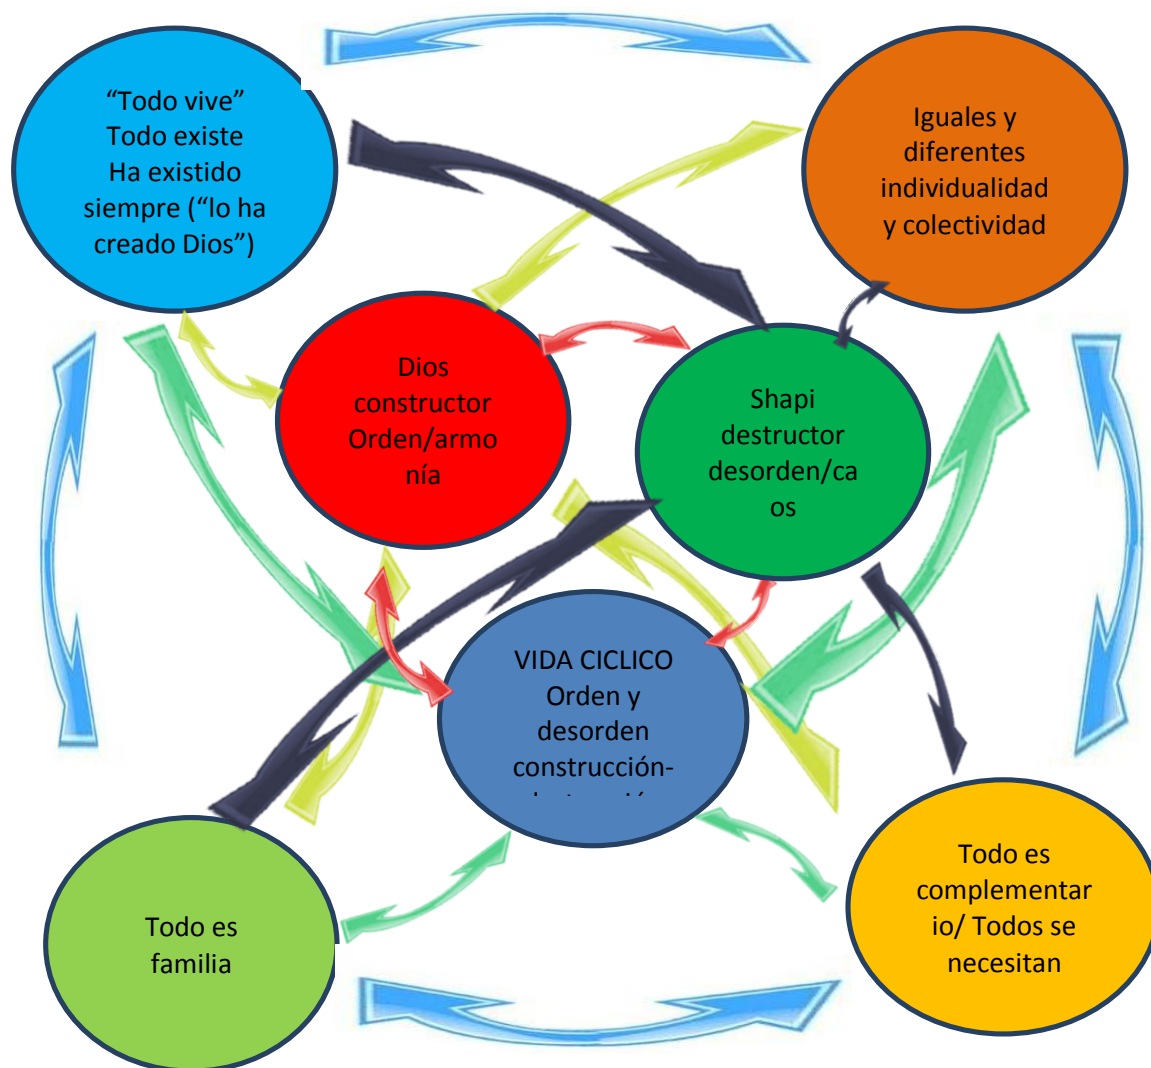 “Todo vive”
Todo existe
Ha existido
siempre (“lo ha
creado Dios”)
Iguales y
diferentes
individualidad
y colectividad
Dios
constructor
Orden/armo
nía
Shapi
destructor
desorden/ca
os
VIDA CICLICO
Orden y
desorden
construcción-
Todo es
familia
Todo es
complementar
io/ Todos se
necesitan